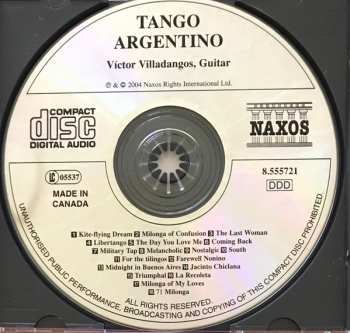 TANGO
ARGENTINO
Víctor Villadangos, Guitar
℗ & © 2004 Naxos Rights International Ltd.
COMPACT
disc
DIGITAL AUDIO
NAXOS
LC 05537
8.555721
MADE IN
CANADA
DDD
1 Kite-flying Dream 2 Milonga of Confusion 3 The Last Woman
4 Libertango 5 The Day You Love Me 6 Coming Back
7 Military Tap 8 Melancholic 9 Nostalgic 10 South
11 For the tilingos 12 Farewell Nonino
13 Midnight in Buenos Aires 14 Jacinto Chiclana
15 Triumphal 16 La Recoleta
17 Milonga of My Loves
18 7! Milonga
ALL RIGHTS RESERVED.
UNAUTHORISED PUBLIC PERFORMANCE, BROADCASTING AND COPYING OF THIS COMPACT DISC PROHIBITED.